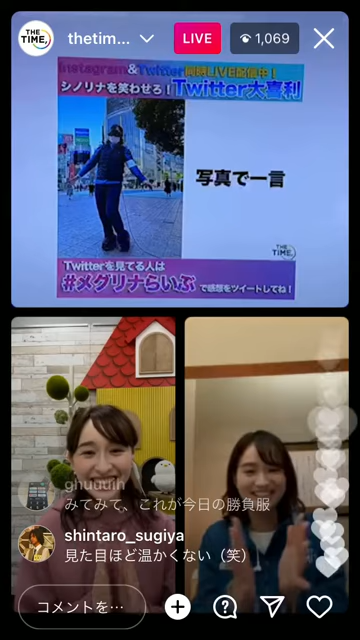 THE TIME,
thetim...
LIVE
1,069
Instagram&Twitter同時LIVE配信中!
シノリナを笑わせろ!Twitter大喜利
写真で一言
THE TIME,
Twitterを見てる人は
#メグリナらいぶ で感想をツイートしてね!
ghuuuin
みてみて、これが今日の勝負服
shintaro_sugiya
見た目ほど温かくない(笑)
コメントを…